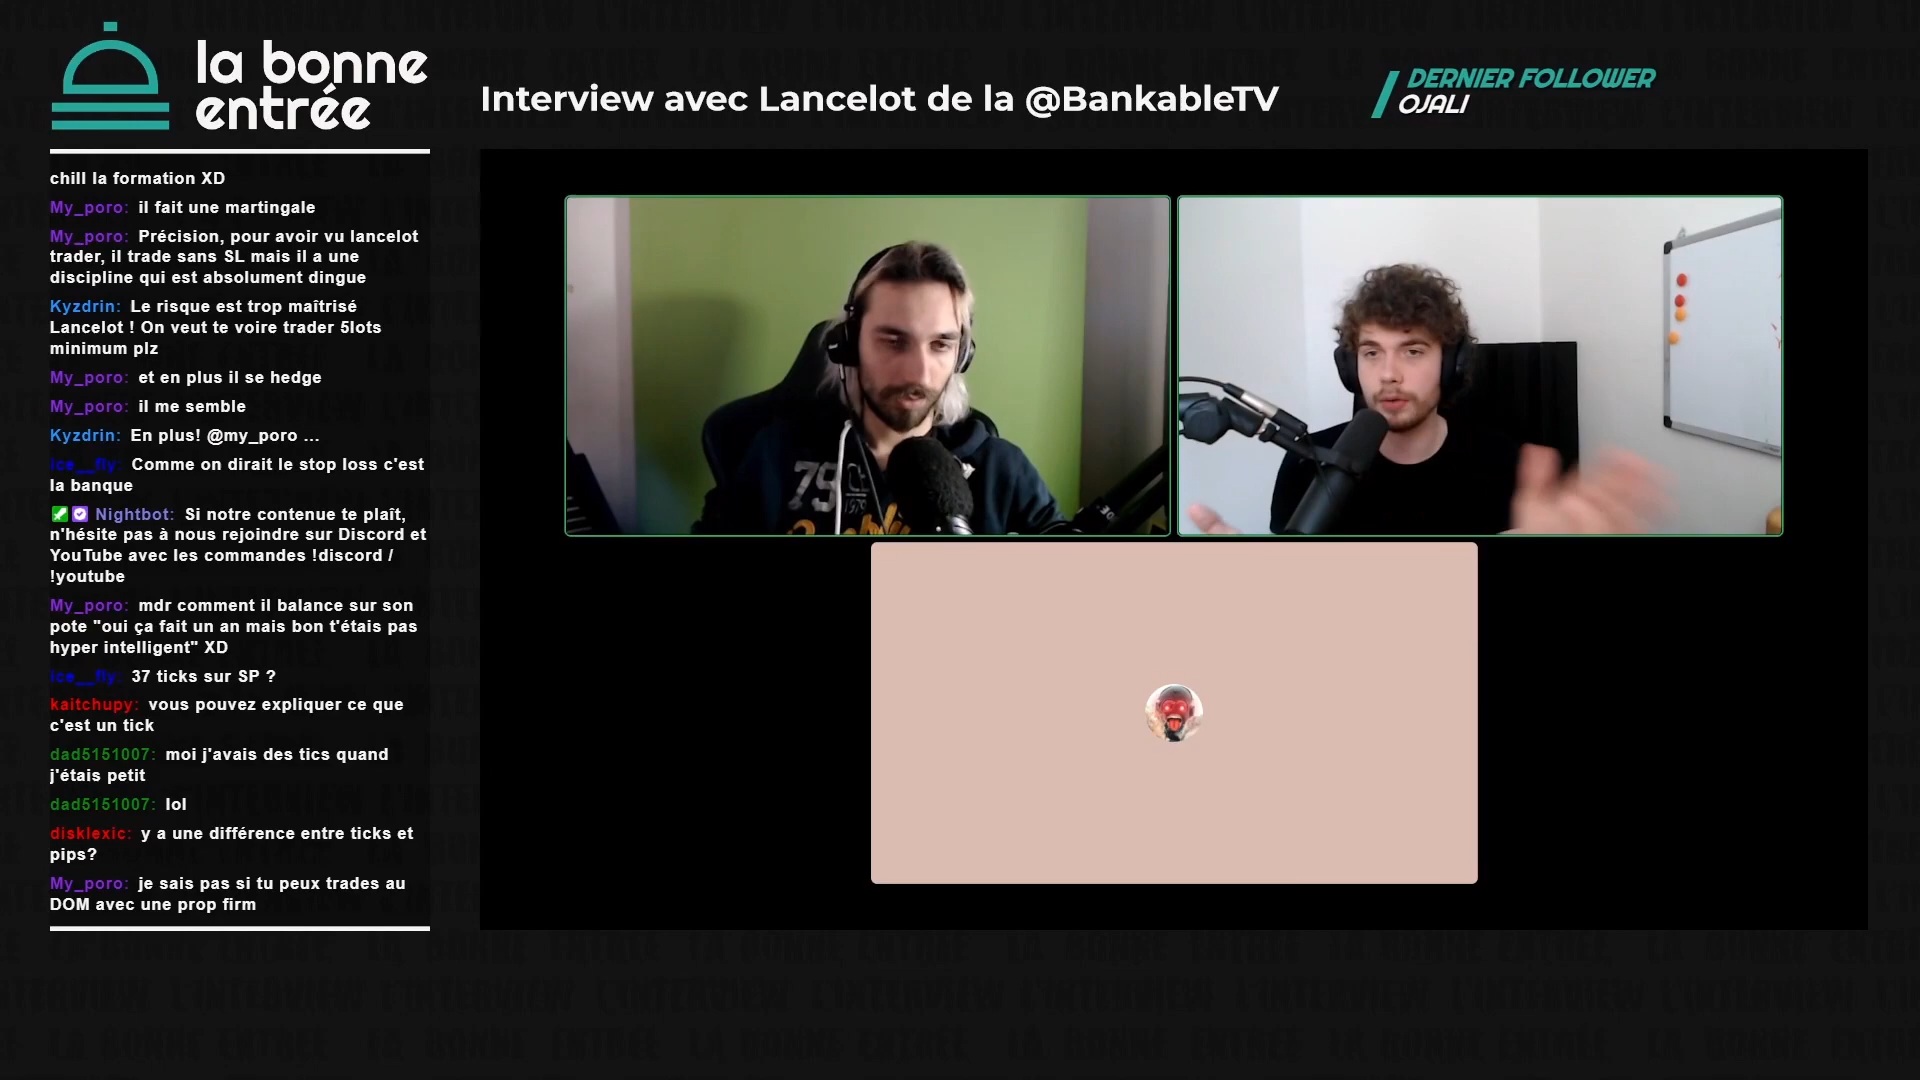 la bonne
entrée
Interview avec Lancelot de la @BankableTV
DERNIER FOLLOWER
OJALI
chill la formation XD
My_poro: il fait une martingale
My_poro: Précision, pour avoir vu lancelot
trader, il trade sans SL mais il a une
discipline qui est absolument dingue
Kyzdrin: Le risque est trop maîtrisé
Lancelot ! On veut te voire trader 5lots
minimum plz
My_poro: et en plus il se hedge
My_poro: il me semble
Kyzdrin: En plus! @my_poro ...
ice__fly: Comme on dirait le stop loss c'est
la banque
Nightbot: Si notre contenue te plaît,
n'hésite pas à nous rejoindre sur Discord et
YouTube avec les commandes !discord /
!youtube
My_poro: mdr comment il balance sur son
pote "oui ça fait un an mais bon t'étais pas
hyper intelligent" XD
ice__fly: 37 ticks sur SP ?
kaitchupy: vous pouvez expliquer ce que
c'est un tick
dad5151007: moi j'avais des tics quand
j'étais petit
dad5151007: lol
disklexic: y a une différence entre ticks et
pips?
My_poro: je sais pas si tu peux trades au
DOM avec une prop firm
79
1979